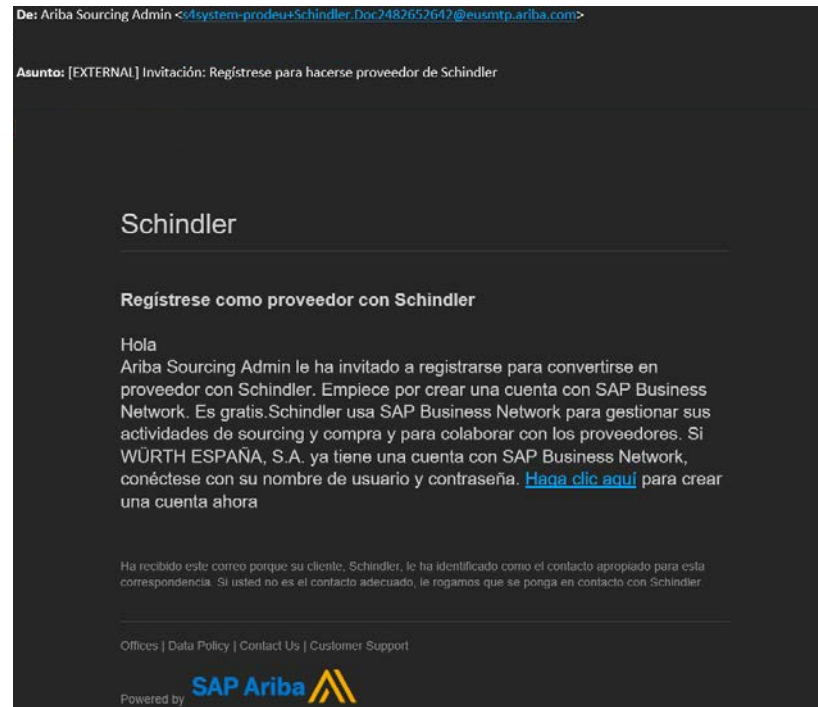 De: Ariba Sourcing Admin <s4system-prodeu+Schindler.Doc2482652642@eusmtp.ariba.com>
Asunto: [EXTERNAL] Invitación: Regístrese para hacerse proveedor de Schindler
Schindler
Regístrese como proveedor con Schindler
Hola
Ariba Sourcing Admin le ha invitado a registrarse para convertirse en
proveedor con Schindler. Empiece por crear una cuenta con SAP Business
Network. Es gratis.Schindler usa SAP Business Network para gestionar sus
actividades de sourcing y compra y para colaborar con los proveedores. Si
WÜRTH ESPAÑA, S.A. ya tiene una cuenta con SAP Business Network,
conéctese con su nombre de usuario y contraseña. Haga clic aquí para crear
una cuenta ahora
Ha recibido este correo porque su cliente, Schindler, le ha identificado como el contacto apropiado para esta
correspondencia. Si usted no es el contacto adecuado, le rogamos que se ponga en contacto con Schindler.
Offices | Data Policy | Contact Us | Customer Support
Powered by SAP Ariba